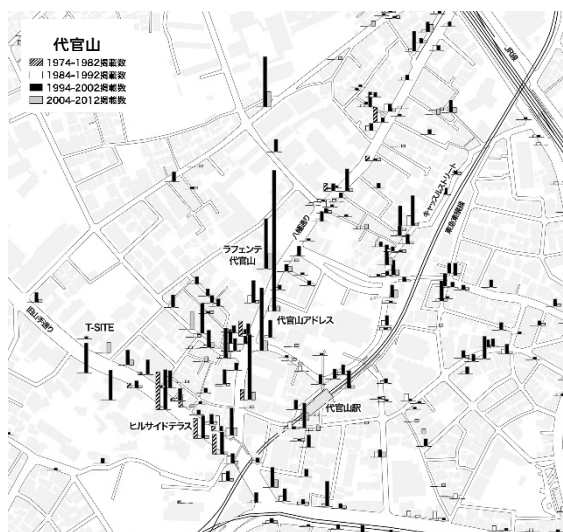 代官山
1974-1982掲載数
1984-1992掲載数
1994-2002掲載数
2004-2012掲載数
JR線
キャッスルストリート
東急東横線
八幡通り
ラフェンテ
代官山
旧山手通り
T-SITE
代官山アドレス
代官山駅
ヒルサイドテラス